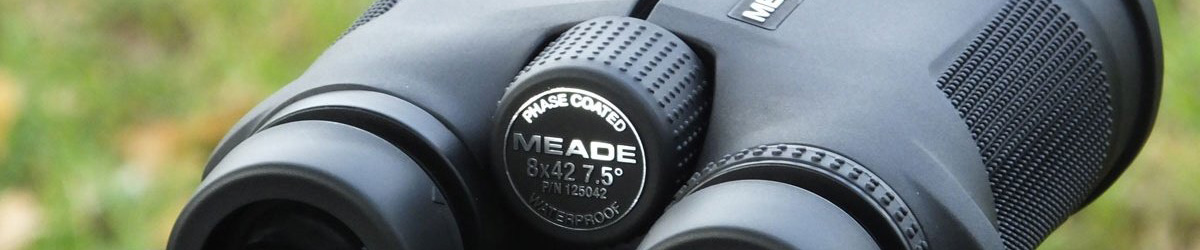 PHASE COATED
MEADE
8x42 7.5°
P/N 125042
WATERPROOF